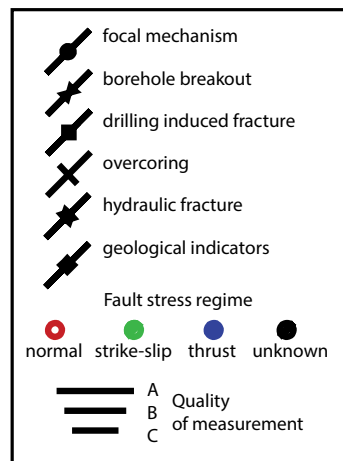 focal mechanism
borehole breakout
drilling induced fracture
overcoring
hydraulic fracture
geological indicators
Fault stress regime
normal strike-slip thrust unknown
A
B
C
Quality
of measurement